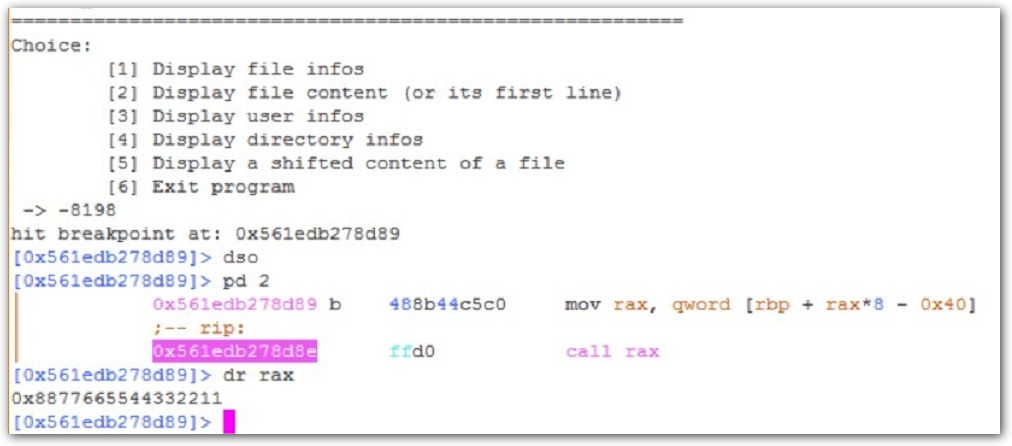 ================================================================
Choice:
[1] Display file infos
[2] Display file content (or its first line)
[3] Display user infos
[4] Display directory infos
[5] Display a shifted content of a file
[6] Exit program
-> -8198
hit breakpoint at: 0x561edb278d89
[0x561edb278d89]> dso
[0x561edb278d89]> pd 2
0x561edb278d89 b 488b44c5c0 mov rax, qword [rbp + rax*8 - 0x40]
;-- rip:
0x561edb278d8e ffd0 call rax
[0x561edb278d89]> dr rax
0x8877665544332211
[0x561edb278d89]>